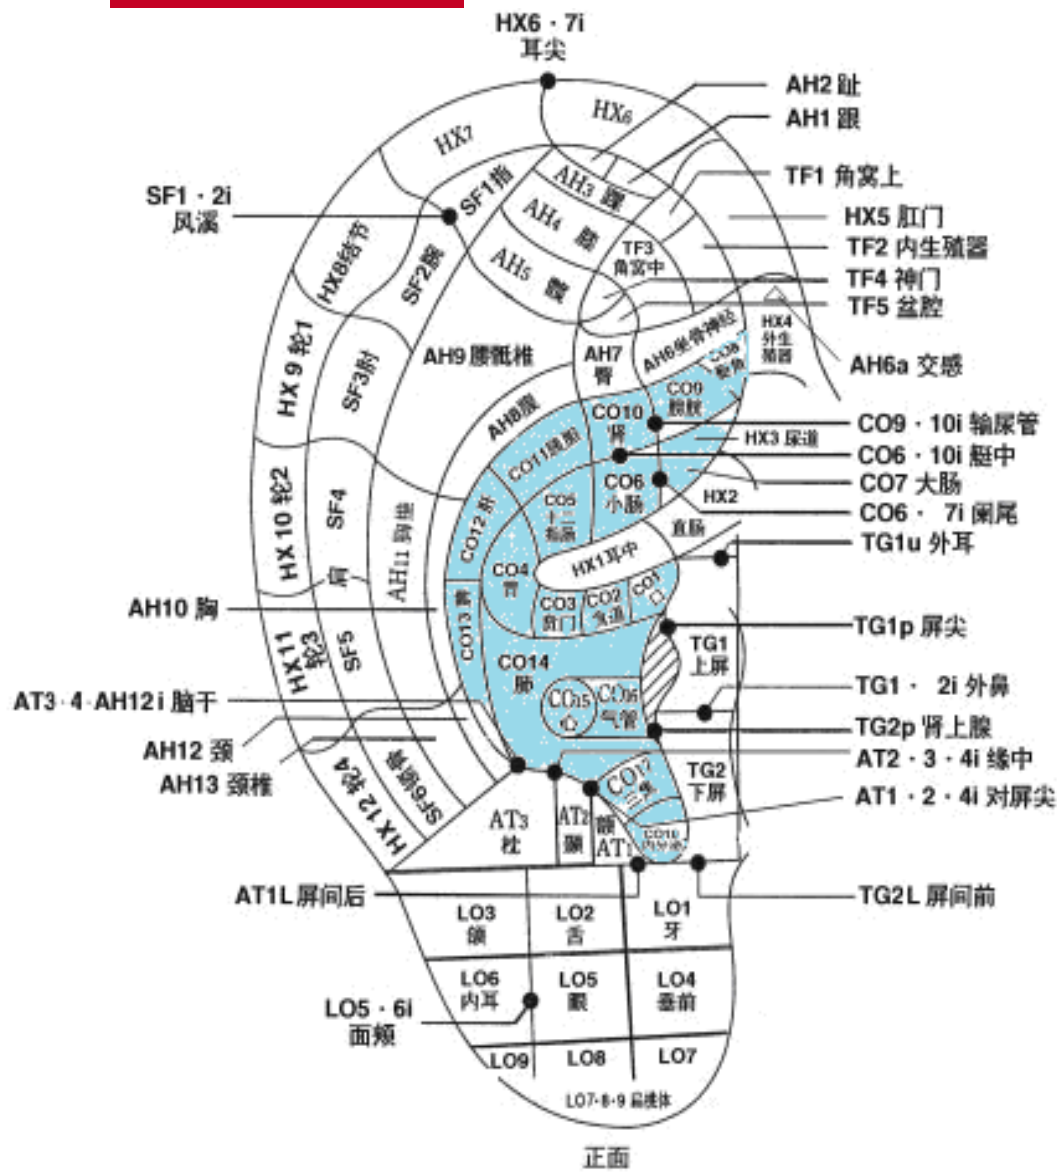 HX6·7i
耳尖
HX6
AH2 趾
AH1 跟
HX7
SF1·2i
风溪
SF1指
AH3 踝
TF1 角窝上
AH4 膝
HX5 肛门
TF3
角窝中
TF2 内生殖器
HX8结节
SF2腕
AH5 髋
TF4 神门
TF5 盆腔
HX4
外生
殖器
HX9 轮1
SF3肘
AH9 腰骶椎
AH7
臀
AH6坐骨神经
CO8
艇角
AH6a 交感
AH8腹
CO10
肾
CO9
膀胱
CO9·10i 输尿管
CO11胰胆
HX3 尿道
CO6·10i 艇中
HX10 轮2
SF4
CO12 肝
CO5
十二
指肠
CO6
小肠
CO7 大肠
HX2
直肠
CO6· 7i 阑尾
TG1u 外耳
HX1耳中
肩
AH11 胸椎
CO4
胃
CO3
贲门
CO2
食道
CO1
口
AH10 胸
CO13 脾
TG1p 屏尖
HX11
轮3
SF5
CO14
肺
TG1
上屏
AT3·4·AH12i 脑干
CO15
心
CO16
气管
TG1· 2i 外鼻
TG2p 肾上腺
AH12 颈
AH13 颈椎
AT2·3·4i 缘中
HX12 轮4
SF6锁骨
CO17
三焦
TG2
下屏
AT3
枕
AT2
颞
额
AT1
CO18
内分泌
AT1·2·4i 对屏尖
AT1L 屏间后
TG2L 屏间前
LO3
LO2
舌
LO1
牙
LO6
内耳
LO5
眼
LO4
垂前
LO5·6i
面颊
LO9
LO8
LO7
LO7·8·9 扁桃体
正面